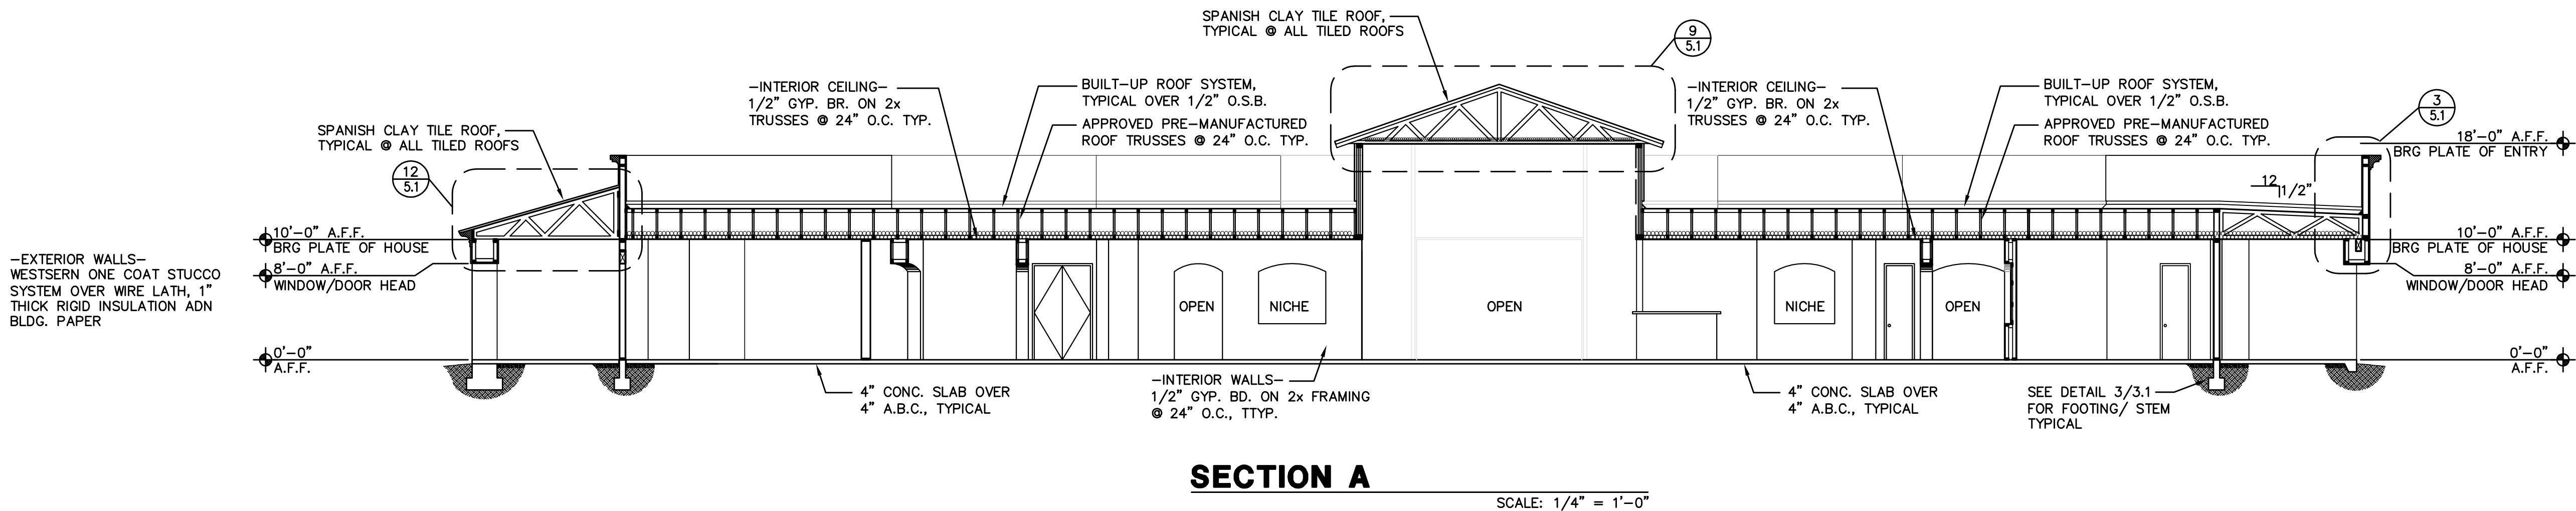 SPANISH CLAY TILE ROOF,
TYPICAL @ ALL TILED ROOFS
9
5.1
-INTERIOR CEILING-
1/2" GYP. BR. ON 2x
TRUSSES @ 24" O.C. TYP.
BUILT-UP ROOF SYSTEM,
TYPICAL OVER 1/2" O.S.B.
APPROVED PRE-MANUFACTURED
ROOF TRUSSES @ 24" O.C. TYP.
-INTERIOR CEILING-
1/2" GYP. BR. ON 2x
TRUSSES @ 24" O.C. TYP.
BUILT-UP ROOF SYSTEM,
TYPICAL OVER 1/2" O.S.B.
APPROVED PRE-MANUFACTURED
ROOF TRUSSES @ 24" O.C. TYP.
3
5.1
SPANISH CLAY TILE ROOF,
TYPICAL @ ALL TILED ROOFS
12
5.1
18'-0" A.F.F.
BRG PLATE OF ENTRY
12
1/2"
10'-0" A.F.F.
BRG PLATE OF HOUSE
8'-0" A.F.F.
WINDOW/DOOR HEAD
-EXTERIOR WALLS-
WESTSERN ONE COAT STUCCO
SYSTEM OVER WIRE LATH, 1"
THICK RIGID INSULATION ADN
BLDG. PAPER
10'-0" A.F.F.
BRG PLATE OF HOUSE
8'-0" A.F.F.
WINDOW/DOOR HEAD
OPEN
NICHE
OPEN
NICHE
OPEN
0'-0"
A.F.F.
0'-0"
A.F.F.
4" CONC. SLAB OVER
4" A.B.C., TYPICAL
-INTERIOR WALLS-
1/2" GYP. BD. ON 2x FRAMING
@ 24" O.C., TTYP.
4" CONC. SLAB OVER
4" A.B.C., TYPICAL
SEE DETAIL 3/3.1
FOR FOOTING/ STEM
TYPICAL
SECTION A
SCALE: 1/4" = 1'-0"